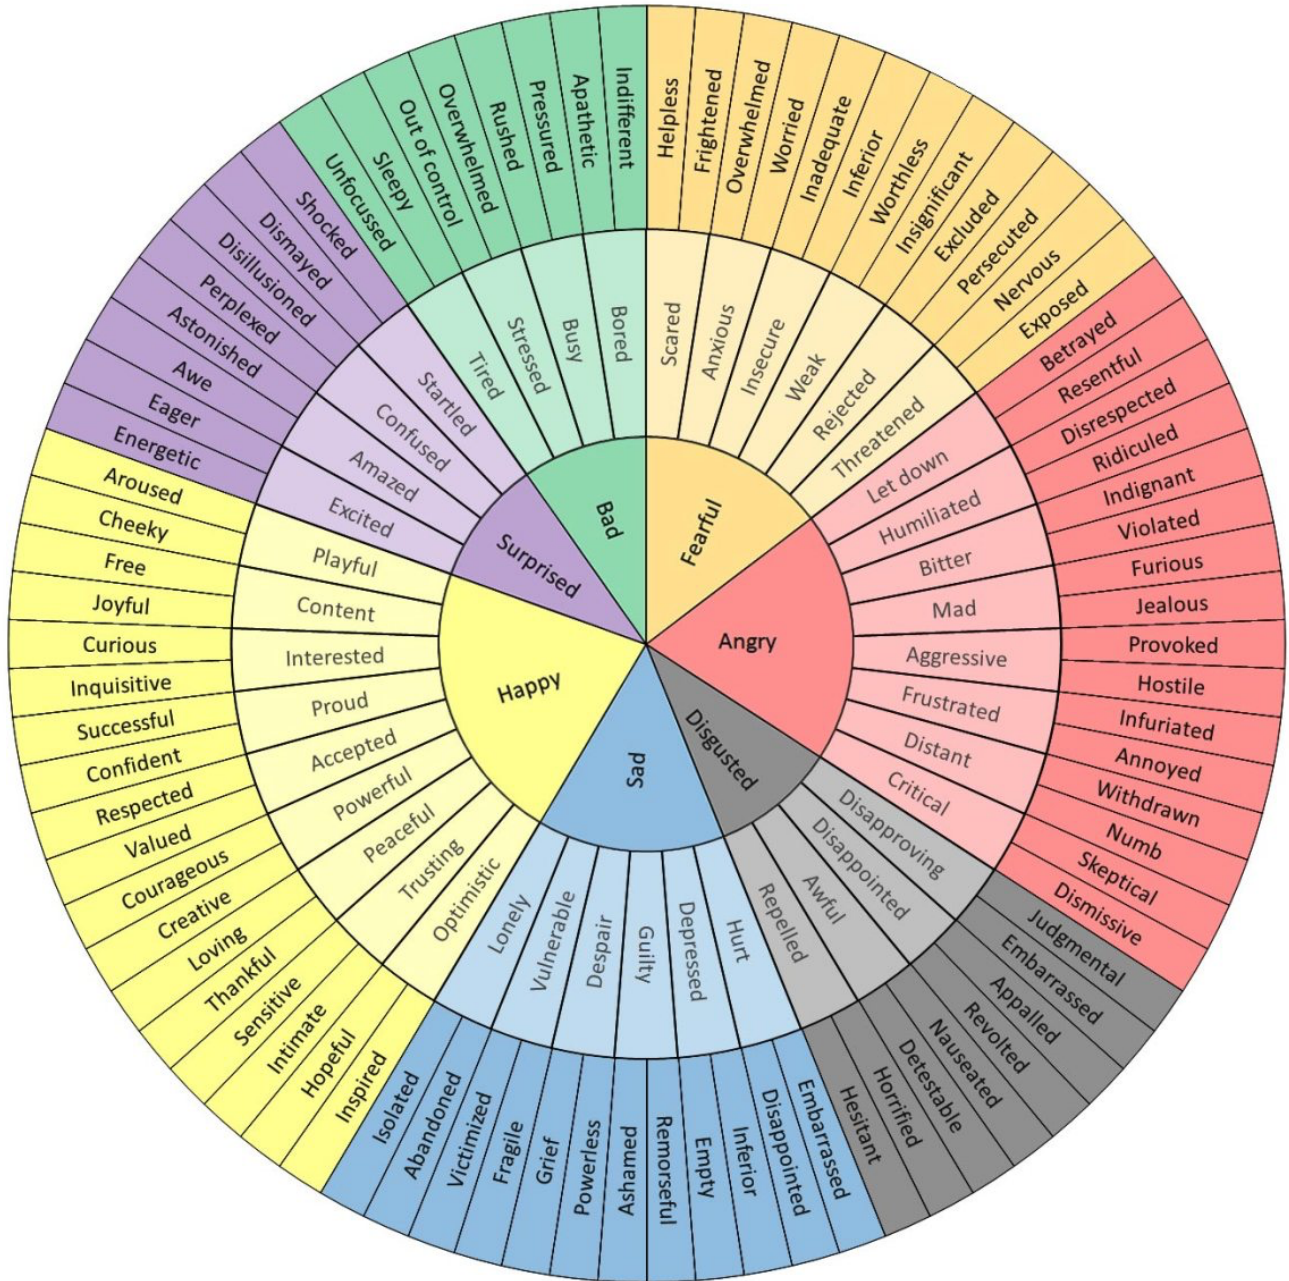 Fearful
Angry
Disgusted
Sad
Happy
Surprised
Bad
Scared
Anxious
Insecure
Weak
Rejected
Threatened
Let down
Humiliated
Bitter
Mad
Aggressive
Frustrated
Distant
Critical
Disapproving
Disappointed
Awful
Repelled
Hurt
Depressed
Guilty
Despair
Vulnerable
Lonely
Optimistic
Trusting
Peaceful
Powerful
Accepted
Proud
Interested
Content
Playful
Excited
Amazed
Confused
Startled
Tired
Stressed
Busy
Bored
Helpless
Frightened
Overwhelmed
Worried
Inadequate
Inferior
Worthless
Insignificant
Excluded
Persecuted
Nervous
Exposed
Betrayed
Resentful
Disrespected
Ridiculed
Indignant
Violated
Furious
Jealous
Provoked
Hostile
Infuriated
Annoyed
Withdrawn
Numb
Skeptical
Dismissive
Judgmental
Embarrassed
Appalled
Revolted
Nauseated
Detestable
Horrified
Hesitant
Embarrassed
Disappointed
Inferior
Empty
Remorseful
Ashamed
Powerless
Grief
Fragile
Victimized
Abandoned
Isolated
Inspired
Hopeful
Intimate
Sensitive
Thankful
Loving
Creative
Courageous
Valued
Respected
Confident
Successful
Inquisitive
Curious
Joyful
Free
Cheeky
Aroused
Energetic
Eager
Awe
Astonished
Perplexed
Disillusioned
Dismayed
Shocked
Unfocussed
Sleepy
Out of control
Overwhelmed
Rushed
Pressured
Apathetic
Indifferent